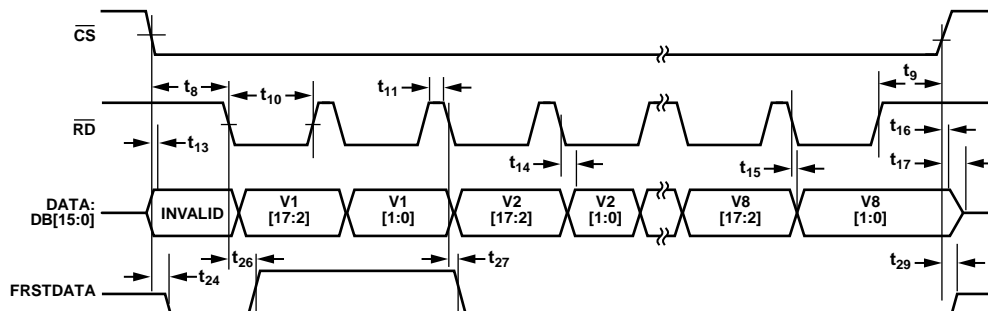 CS
t8
t10
t11
t9
RD
t13
t14
t15
t16
t17
DATA:
DB[15:0]
INVALID
V1
[17:2]
V1
[1:0]
V2
[17:2]
V2
[1:0]
V8
[17:2]
V8
[1:0]
t24
t26
t27
t29
FRSTDATA